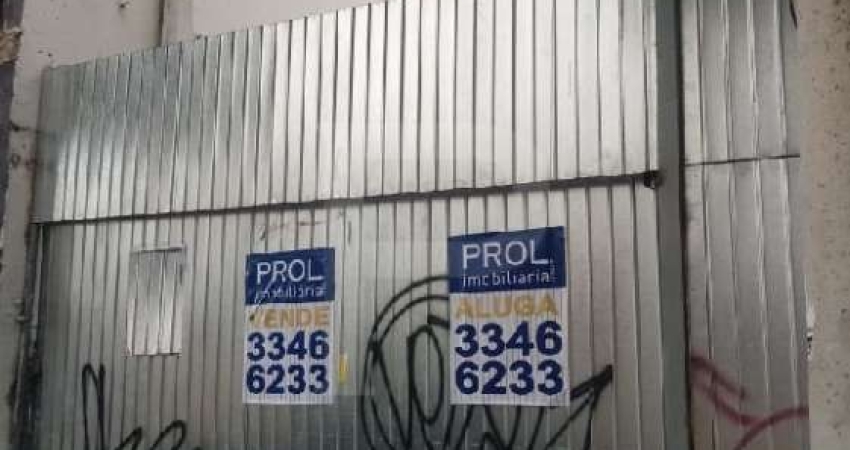 PROL
imobiliária
VENDE
3346
6233
PROL
imobiliária
ALUGA
3346
6233